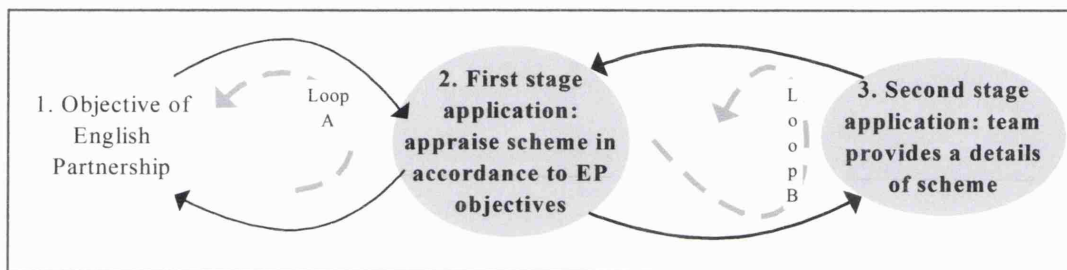 1. Objective of
English
Partnership
Loop
A
2. First stage
application:
appraise scheme in
accordance to EP
objectives
L
o
o
p
B
3. Second stage
application: team
provides a details
of scheme